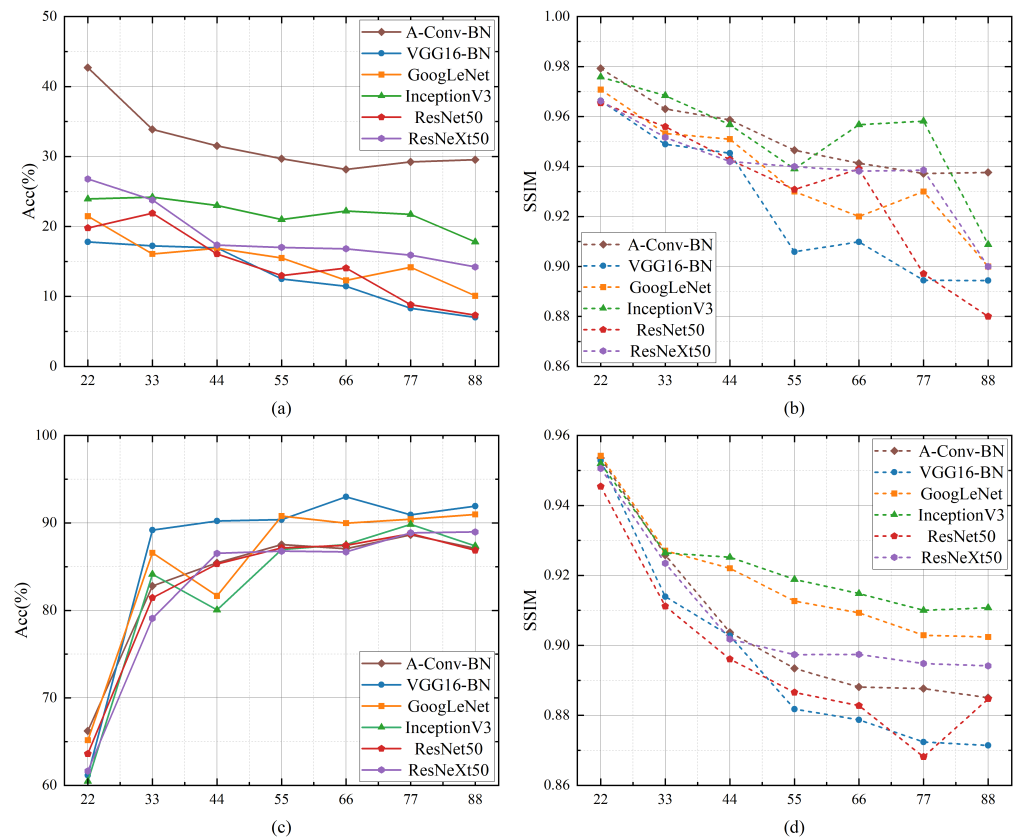 50
40
30
20
10
0
Acc(%)
A-Conv-BN
VGG16-BN
GoogLeNet
InceptionV3
ResNet50
ResNeXt50
22 33 44 55 66 77 88
(a)
1.00
0.98
0.96
0.94
0.92
0.90
0.88
0.86
SSIM
A-Conv-BN
VGG16-BN
GoogLeNet
InceptionV3
ResNet50
ResNeXt50
22 33 44 55 66 77 88
(b)
100
90
80
70
60
Acc(%)
A-Conv-BN
VGG16-BN
GoogLeNet
InceptionV3
ResNet50
ResNeXt50
22 33 44 55 66 77 88
(c)
0.96
0.94
0.92
0.90
0.88
0.86
SSIM
A-Conv-BN
VGG16-BN
GoogLeNet
InceptionV3
ResNet50
ResNeXt50
22 33 44 55 66 77 88
(d)